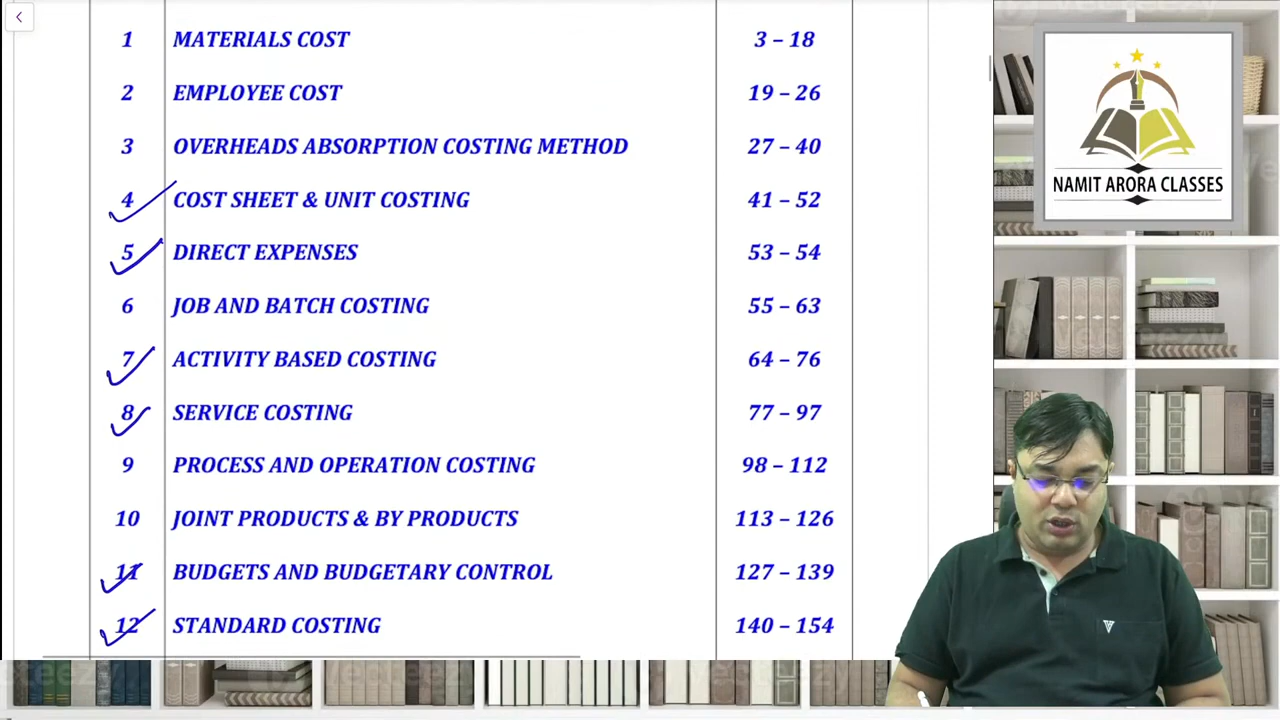 1 MATERIALS COST 3 – 18
2 EMPLOYEE COST 19 – 26
3 OVERHEADS ABSORPTION COSTING METHOD 27 – 40
4 COST SHEET & UNIT COSTING 41 – 52
5 DIRECT EXPENSES 53 – 54
6 JOB AND BATCH COSTING 55 – 63
7 ACTIVITY BASED COSTING 64 – 76
8 SERVICE COSTING 77 – 97
9 PROCESS AND OPERATION COSTING 98 – 112
10 JOINT PRODUCTS & BY PRODUCTS 113 – 126
11 BUDGETS AND BUDGETARY CONTROL 127 – 139
12 STANDARD COSTING 140 – 154
NAMIT ARORA CLASSES